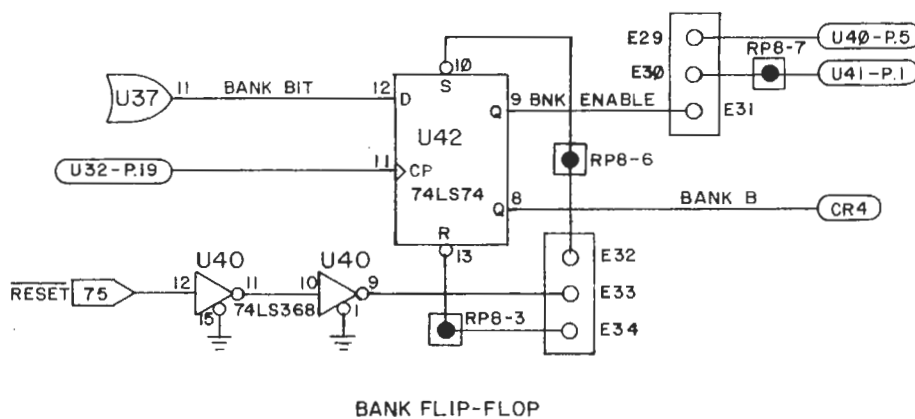 E29
U40-P.5
RP8-7
E30
U41-P.1
10
S
U37
11
BANK BIT
12
D
Q
9
BNK ENABLE
E31
U42
U32-P.19
11
CP
74LS74
RP8-6
Q
8
BANK B
CR4
R
13
E32
RESET
75
12
U40
11
15
74LS368
10
U40
9
1
E33
RP8-3
E34
BANK FLIP-FLOP